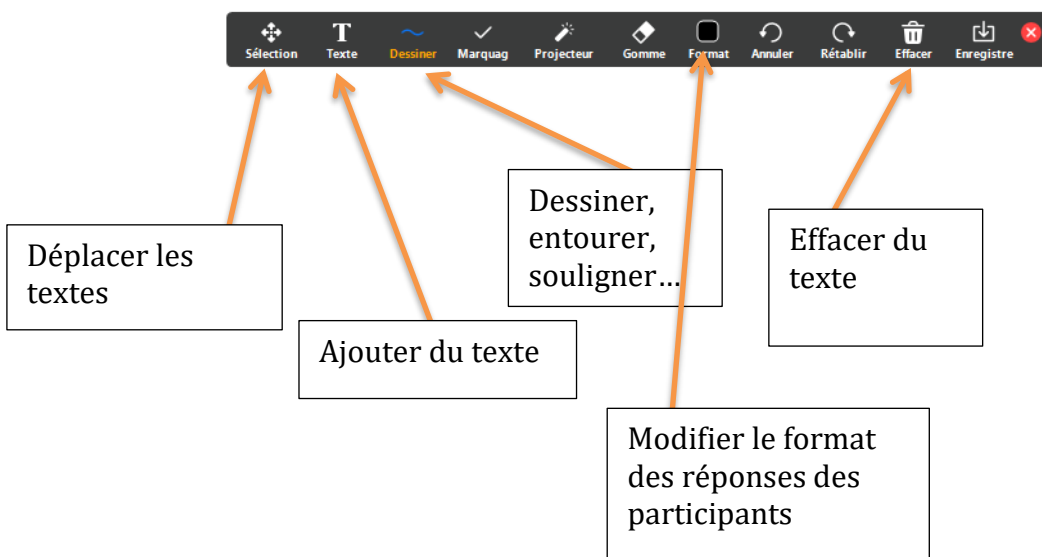 Sélection Texte Dessiner Marquag Projecteur Gomme Format Annuler Rétablir Effacer Enregistre
Dessiner,
entourer,
souligner…
Effacer du
texte
Déplacer les
textes
Ajouter du texte
Modifier le format
des réponses des
participants